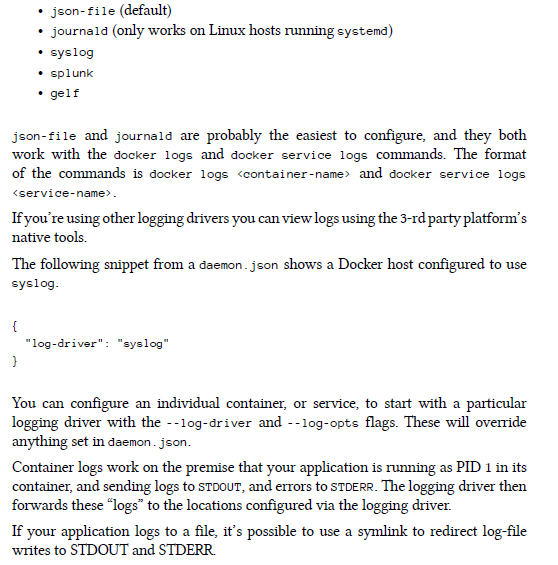 • json-file (default)
• journald (only works on Linux hosts running systemd)
• syslog
• splunk
• gelf
json-file and journald are probably the easiest to configure, and they both
work with the docker logs and docker service logs commands. The format
of the commands is docker logs <container-name> and docker service logs
<service-name>.
If you're using other logging drivers you can view logs using the 3-rd party platform's
native tools.
The following snippet from a daemon.json shows a Docker host configured to use
syslog.
{
"log-driver": "syslog"
}
You can configure an individual container, or service, to start with a particular
logging driver with the --log-driver and --log-opts flags. These will override
anything set in daemon.json.
Container logs work on the premise that your application is running as PID 1 in its
container, and sending logs to STDOUT, and errors to STDERR. The logging driver then
forwards these “logs” to the locations configured via the logging driver.
If your application logs to a file, it's possible to use a symlink to redirect log-file
writes to STDOUT and STDERR.